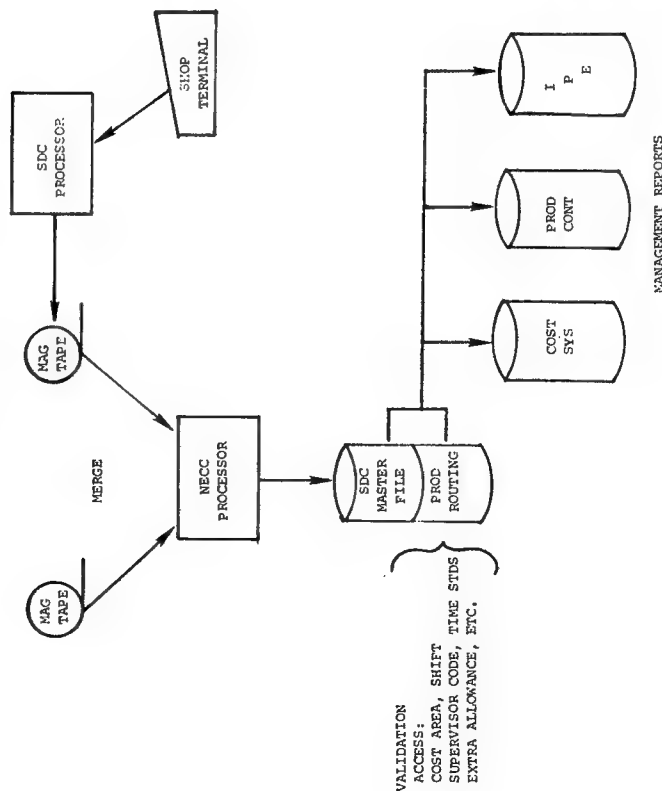 SHOP
TERMINAL
SDC
PROCESSOR
MAG
TAPE
MERGE
MAG
TAPE
NECC
PROCESSOR
SDC
MASTER
FILE
PROD
ROUTING
VALIDATION
ACCESS:
COST AREA, SHIFT
SUPERVISOR CODE, TIME STDS
EXTRA ALLOWANCE, ETC.
COST
SYS
PROD
CONT
I
P
E
MANAGEMENT REPORTS